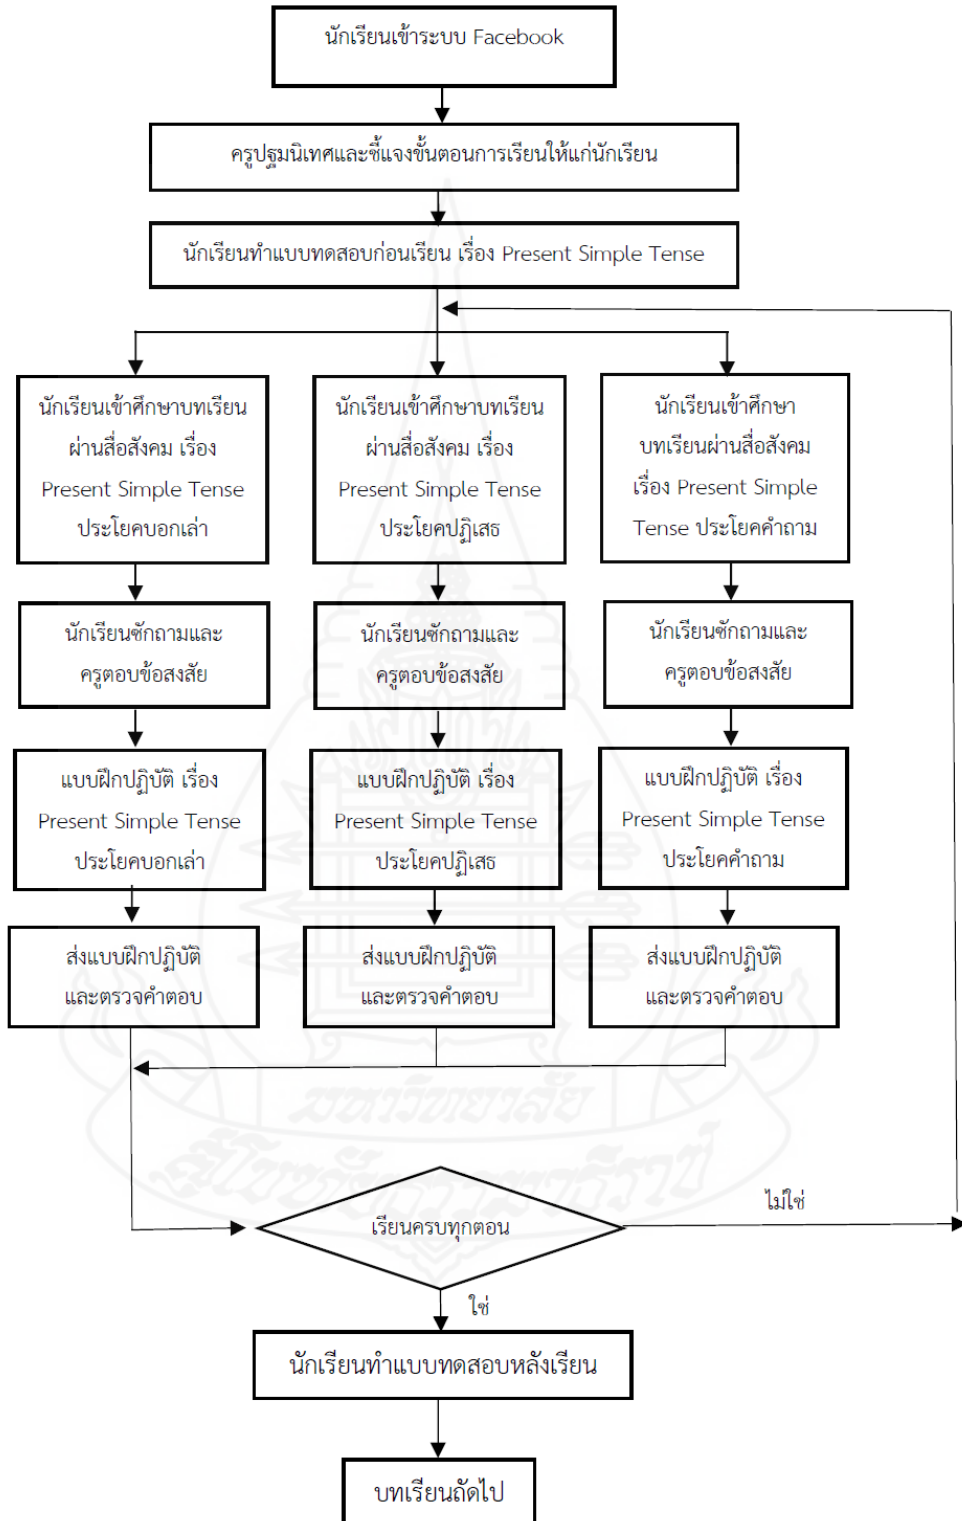 นักเรียนเข้าระบบ Facebook
ครูปฐมนิเทศและชี้แจงขั้นตอนการเรียนให้แก่นักเรียน
นักเรียนทำแบบทดสอบก่อนเรียน เรื่อง Present Simple Tense
นักเรียนเข้าศึกษาบทเรียน
ผ่านสื่อสังคม เรื่อง
Present Simple Tense
ประโยคบอกเล่า
นักเรียนเข้าศึกษาบทเรียน
ผ่านสื่อสังคม เรื่อง
Present Simple Tense
ประโยคปฏิเสธ
นักเรียนเข้าศึกษา
บทเรียนผ่านสื่อสังคม
เรื่อง Present Simple
Tense ประโยคคำถาม
นักเรียนซักถามและ
ครูตอบข้อสงสัย
นักเรียนซักถามและ
ครูตอบข้อสงสัย
นักเรียนซักถามและ
ครูตอบข้อสงสัย
แบบฝึกปฏิบัติ เรื่อง
Present Simple Tense
ประโยคบอกเล่า
แบบฝึกปฏิบัติ เรื่อง
Present Simple Tense
ประโยคปฏิเสธ
แบบฝึกปฏิบัติ เรื่อง
Present Simple Tense
ประโยคคำถาม
ส่งแบบฝึกปฏิบัติ
และตรวจคำตอบ
ส่งแบบฝึกปฏิบัติ
และตรวจคำตอบ
ส่งแบบฝึกปฏิบัติ
และตรวจคำตอบ
มหาวิทยาลัย
สุโขทัยธรรมาธิราช
ไม่ใช่
เรียนครบทุกตอน
ใช่
นักเรียนทำแบบทดสอบหลังเรียน
บทเรียนถัดไป